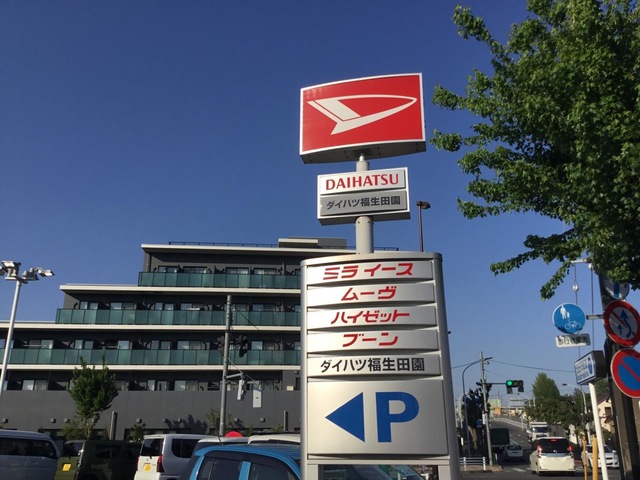 DAIHATSU
ダイハツ福生田園
ミライース
ムーヴ
ハイゼット
ブーン
ダイハツ福生田園
P